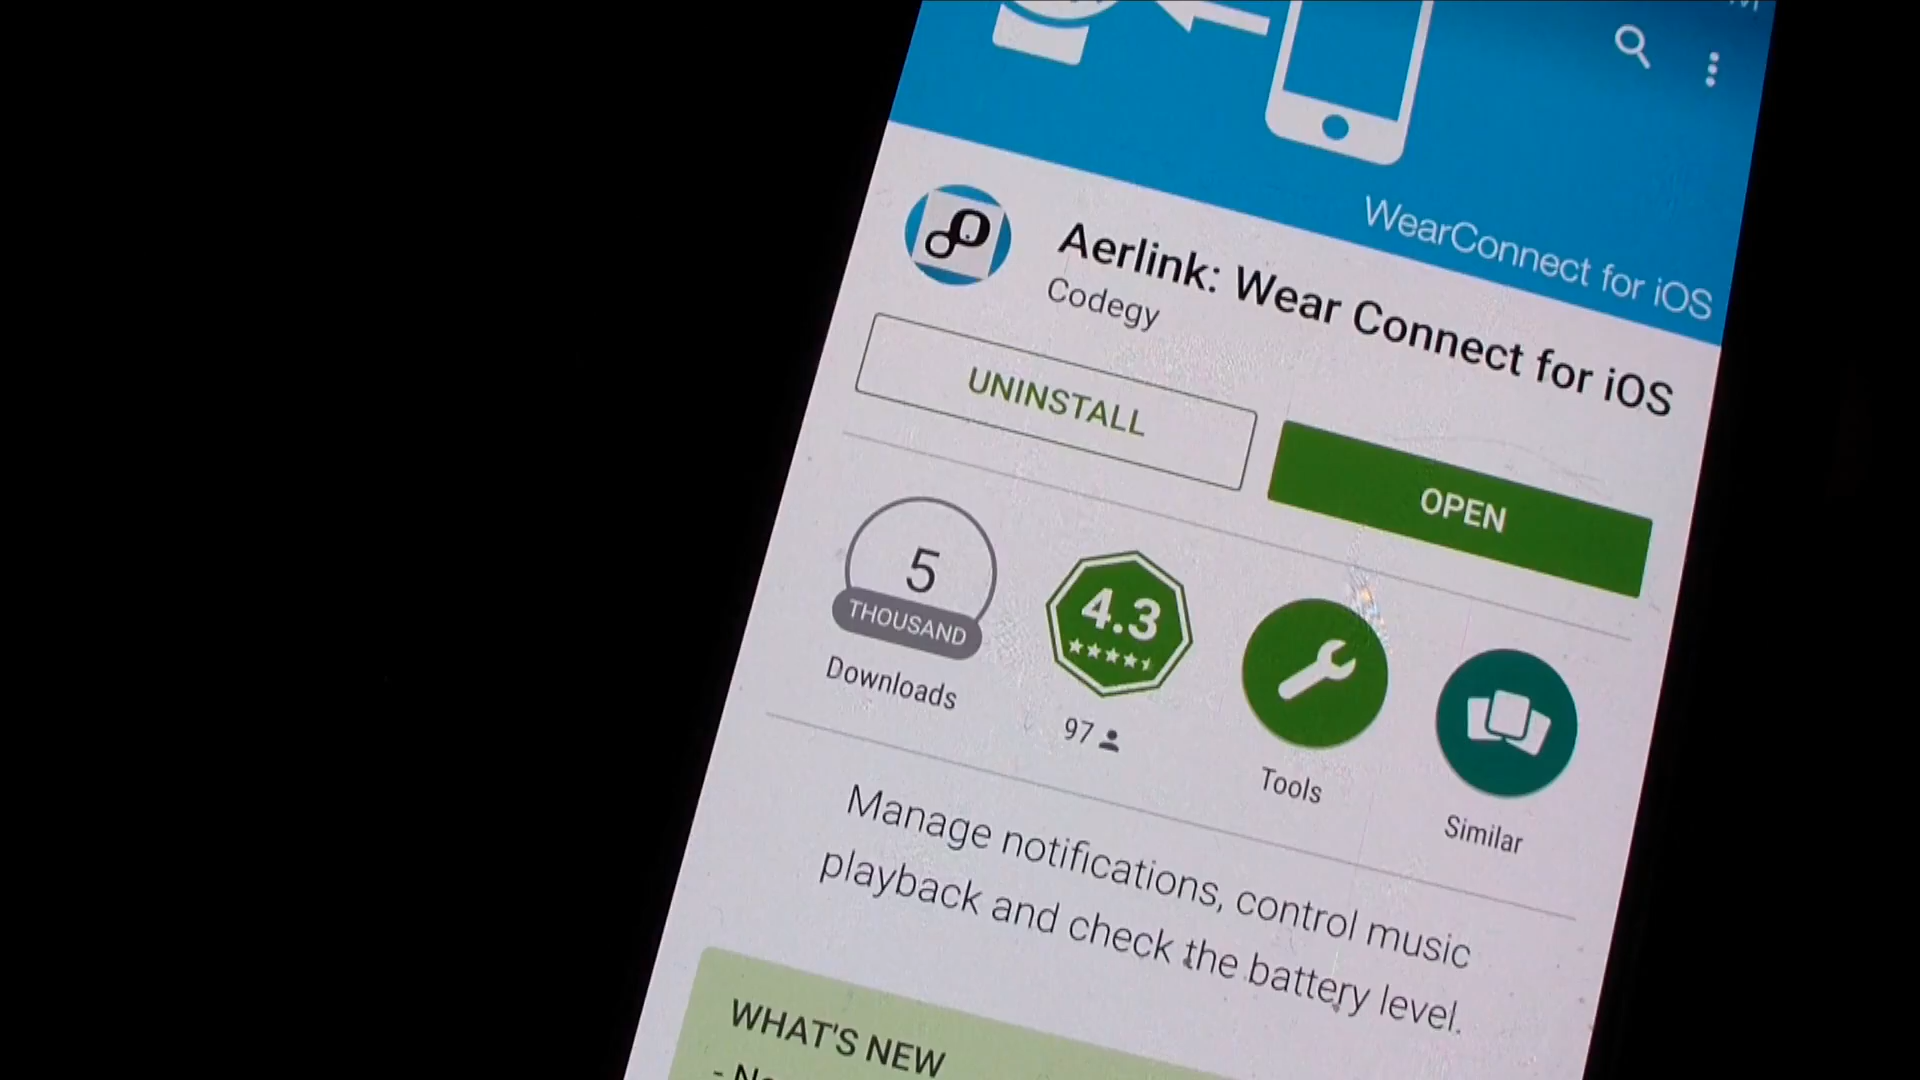 WearConnect for iOS
Aerlink: Wear Connect for iOS
Codegy
UNINSTALL
OPEN
5
THOUSAND
Downloads
4.3
97
Tools
Similar
Manage notifications, control music
playback and check the battery level.
WHAT'S NEW